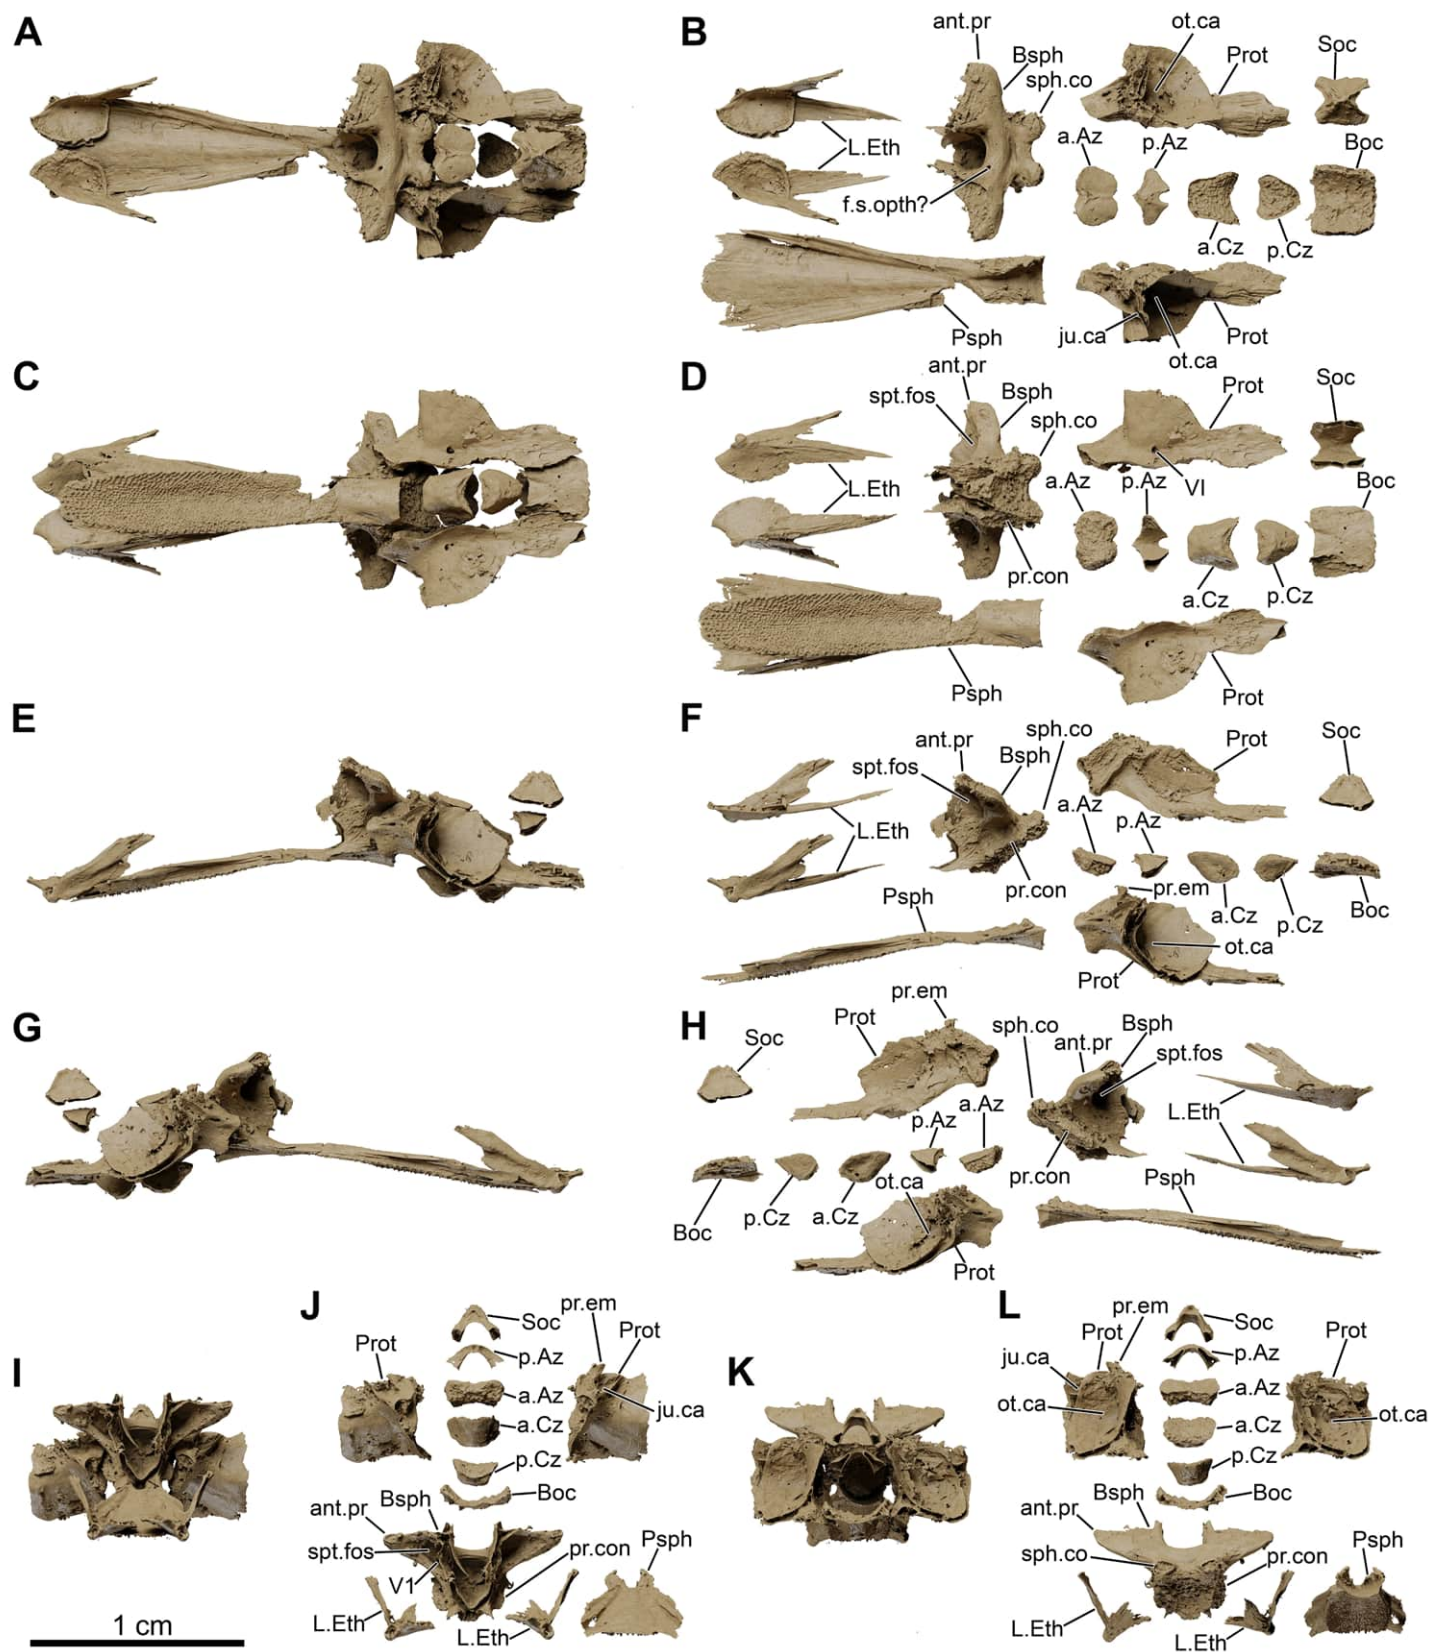 A
B
ant.pr
ot.ca
Bsph
Prot
Soc
sph.co
a.Az
p.Az
Boc
L.Eth
f.s.opth?
a.Cz
p.Cz
Psph
ju.ca
Prot
ot.ca
C
D
ant.pr
spt.fos
Bsph
Prot
Soc
sph.co
a.Az
p.Az
VI
Boc
L.Eth
pr.con
a.Cz
p.Cz
Psph
Prot
E
F
sph.co
ant.pr
Bsph
Prot
Soc
spt.fos
a.Az
p.Az
L.Eth
pr.con
pr.em
Psph
a.Cz
p.Cz
Boc
ot.ca
Prot
G
H
pr.em
Prot
sph.co
Bsph
Soc
ant.pr
spt.fos
p.Az
a.Az
L.Eth
ot.ca
pr.con
Psph
Boc
p.Cz
a.Cz
Prot
I
J
pr.em
Soc
Prot
Prot
p.Az
a.Az
ju.ca
a.Cz
p.Cz
Bsph
Boc
ant.pr
spt.fos
pr.con
Psph
V1
L.Eth
L.Eth
K
L
pr.em
Prot
Soc
Prot
ju.ca
p.Az
a.Az
ot.ca
ot.ca
a.Cz
p.Cz
Bsph
Boc
ant.pr
Psph
sph.co
pr.con
L.Eth
L.Eth
1 cm